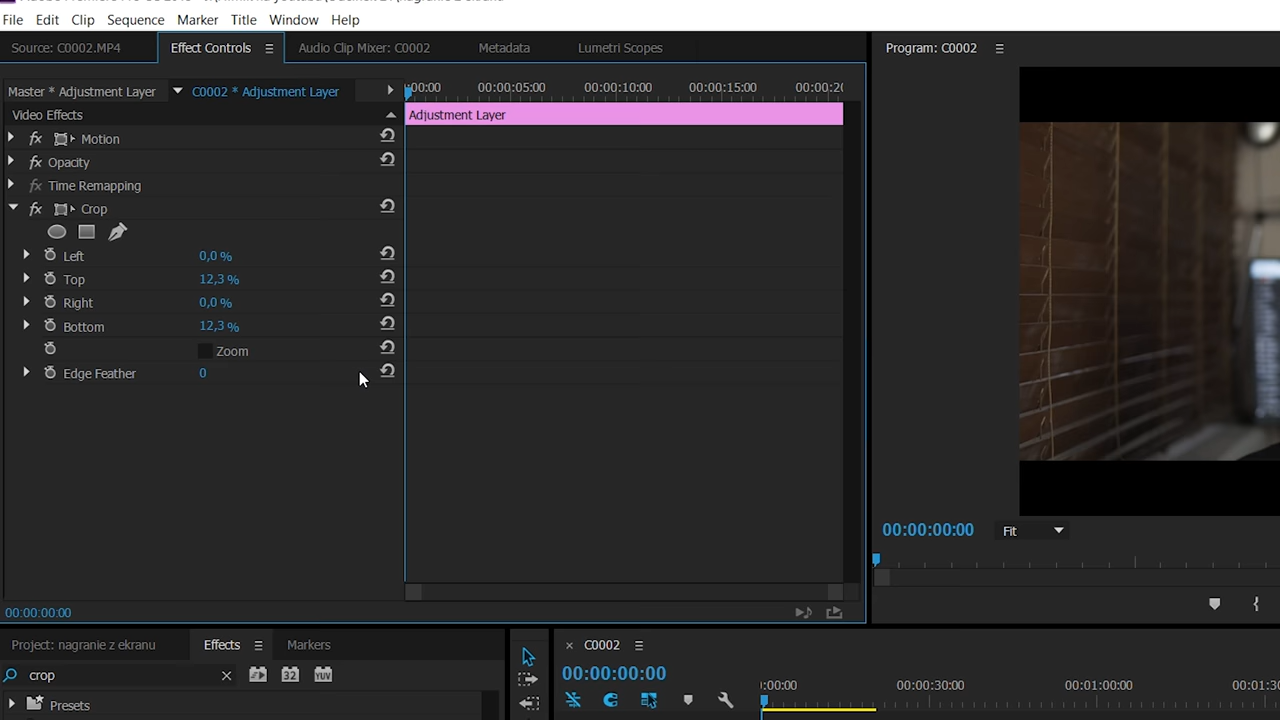 File Edit Clip Sequence Marker Title Window Help
Source: C0002.MP4 Effect Controls Audio Clip Mixer: C0002 Metadata Lumetri Scopes Program: C0002
Master * Adjustment Layer C0002 * Adjustment Layer :00:00 00:00:05:00 00:00:10:00 00:00:15:00 00:00:20
Video Effects Adjustment Layer
fx Motion
fx Opacity
fx Time Remapping
fx Crop
Left 0,0 %
Top 12,3 %
Right 0,0 %
Bottom 12,3 %
Zoom
Edge Feather 0
00:00:00:00 Fit
00:00:00:00
Project: nagranie z ekranu Effects Markers × C0002
crop 32 YUV 00:00:00:00
Presets :00:00 00:00:30:00 00:01:00:00 00:01:30